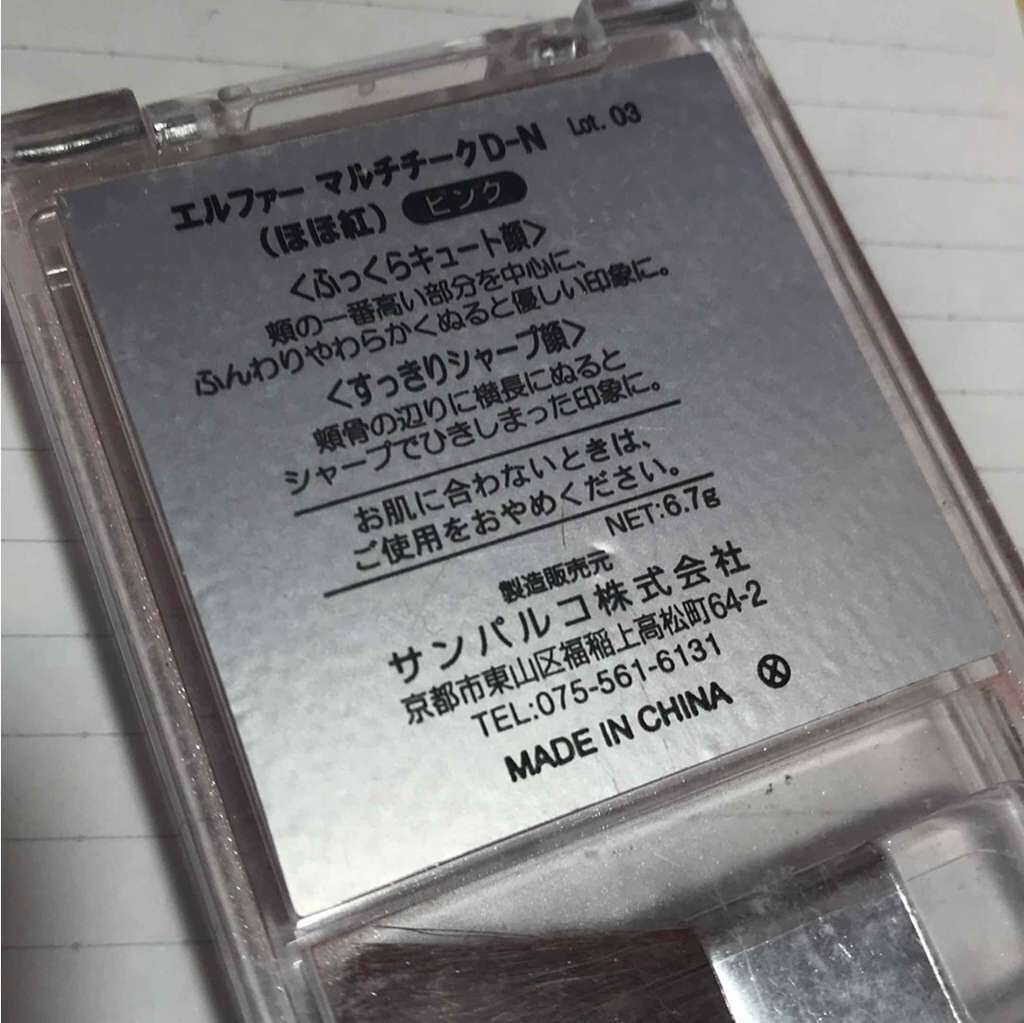 エルファー マルチチークD-N Lot. 03
(ほほ紅) ピンク
〈ふっくらキュート顔〉
頬の一番高い部分を中心に、
ふんわりやわらかくぬると優しい印象に。
〈すっきりシャープ顔〉
頬骨の辺りに横長にぬると
シャープでひきしまった印象に。
お肌に合わないときは、
ご使用をおやめください。
NET:6.7g
製造販売元
サンパルコ株式会社
京都市東山区福稲上高松町64-2
TEL:075-561-6131
MADE IN CHINA